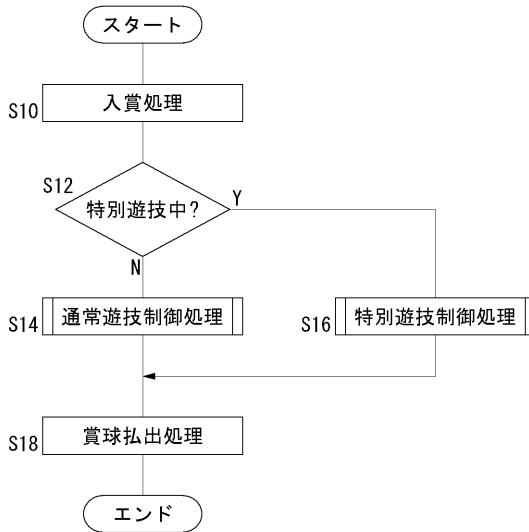 スタート
S10
入賞処理
S12
特別遊技中?
Y
N
S14
通常遊技制御処理
S16
特別遊技制御処理
S18
賞球払出処理
エンド